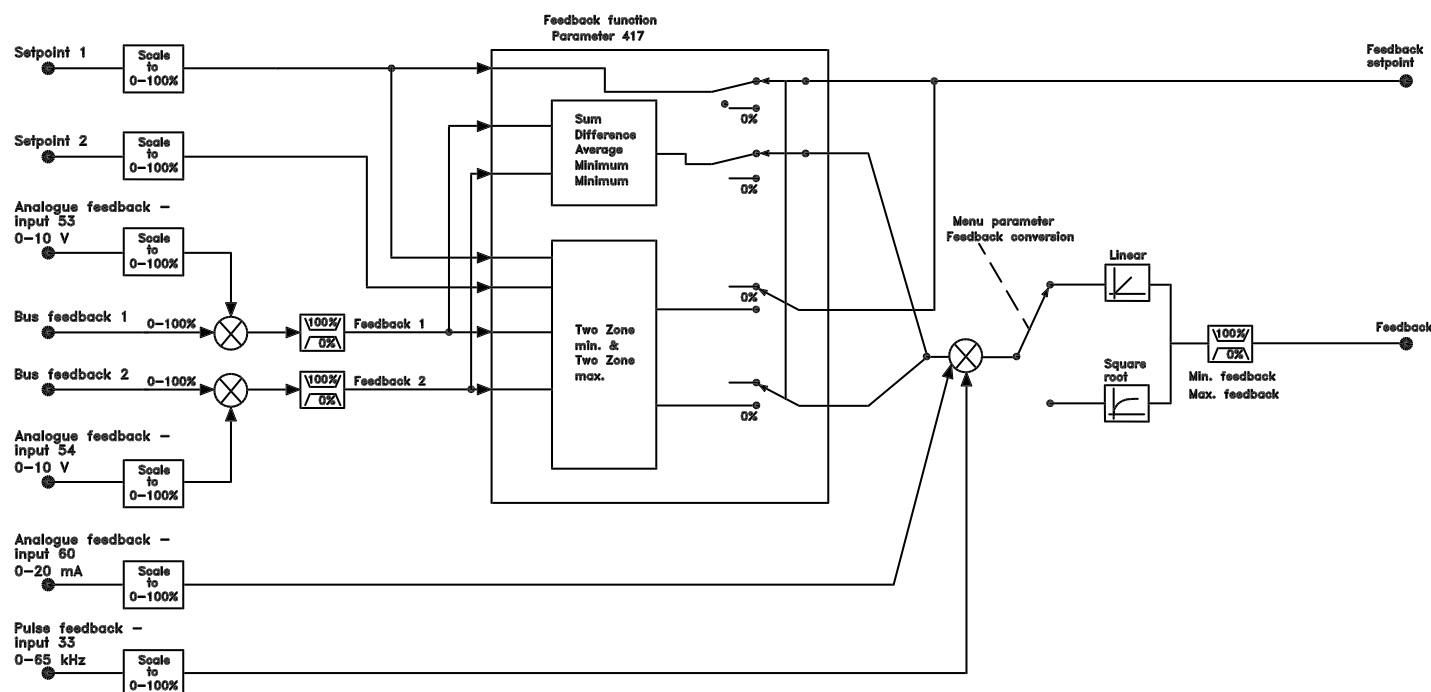 Feedback function
Parameter 417
Setpoint 1
Scale
to
0-100%
Feedback
setpoint
Setpoint 2
Scale
to
0-100%
Sum
Difference
Average
Minimum
Minimum
0%
0%
Analogue feedback -
input 53
0-10 V
Scale
to
0-100%
Menu parameter
Feedback conversion
Linear
Bus feedback 1
0-100%
100%
0%
Feedback 1
Two Zone
min. &
Two Zone
max.
0%
0%
Feedback
100%
0%
Min. feedback
Max. feedback
Square
root
Bus feedback 2
0-100%
100%
0%
Feedback 2
Analogue feedback -
input 54
0-10 V
Scale
to
0-100%
Analogue feedback -
input 60
0-20 mA
Scale
to
0-100%
Pulse feedback -
input 33
0-65 kHz
Scale
to
0-100%